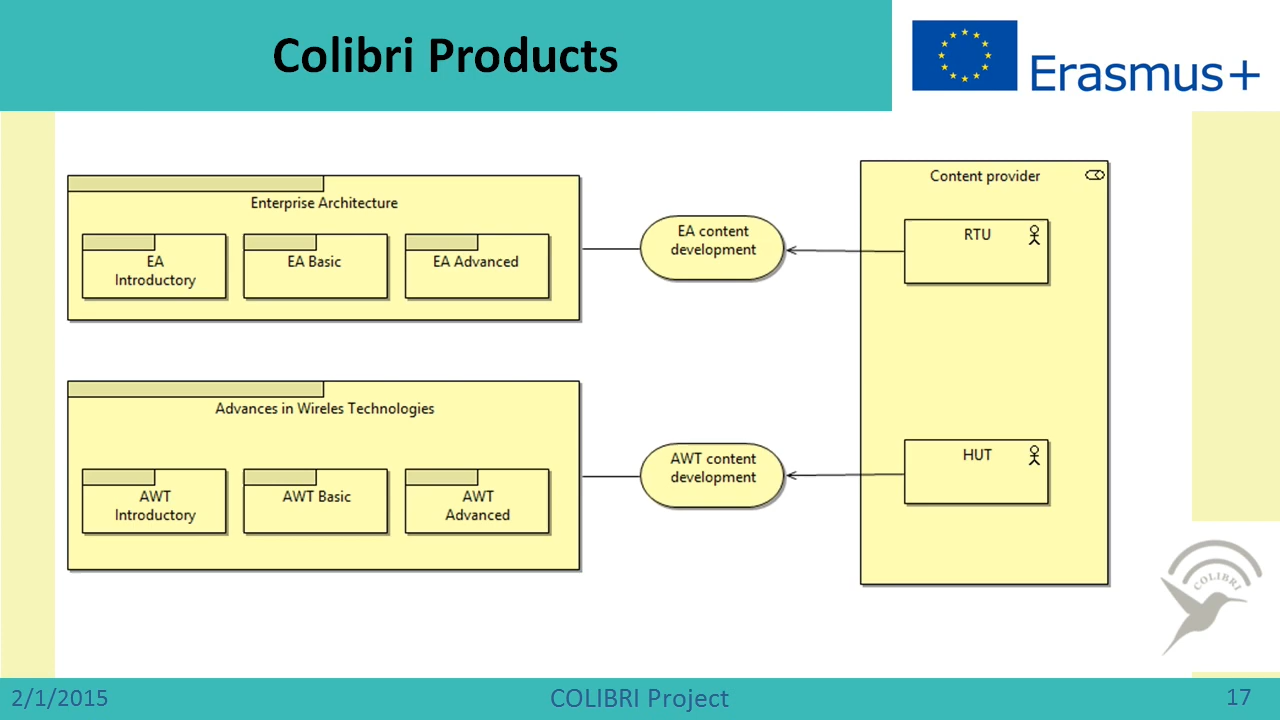 Colibri Products
Erasmus+
Enterprise Architecture
EA
Introductory
EA Basic
EA Advanced
EA content
development
Content provider
RTU
Advances in Wireles Technologies
AWT
Introductory
AWT Basic
AWT
Advanced
AWT content
development
HUT
COLIBRI
2/1/2015
COLIBRI Project
17